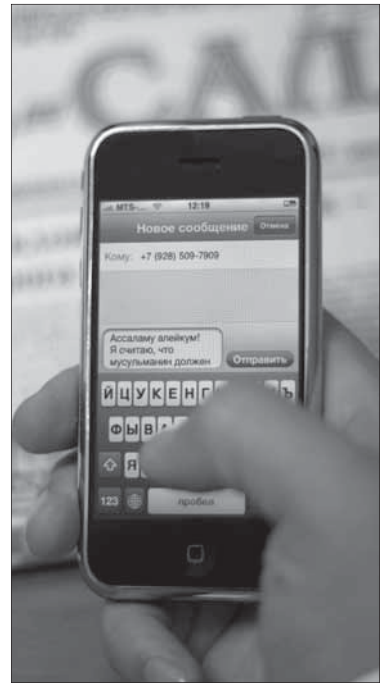 САЛ
MTS-... 12:19
Новое сообщение Отмена
Кому: +7 (928) 509-7909
Ассаламу алейкум!
Я считаю, что
мусульманин должен
Отправить
Й Ц У К Е Н Г Ъ
Ф Ы В А
Я
123 пробел